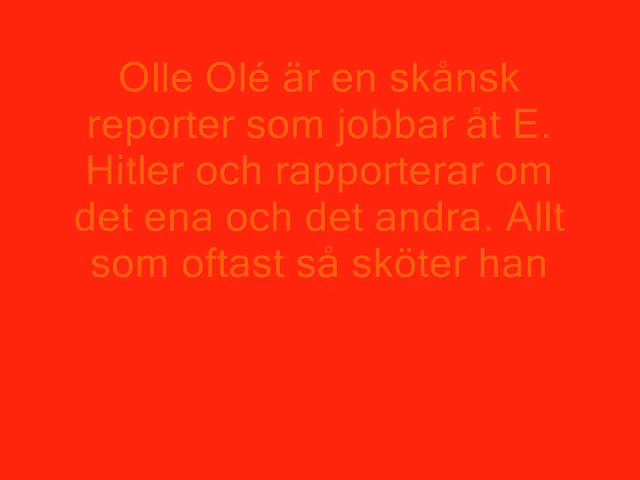 Olle Olé är en skånsk
reporter som jobbar åt E.
Hitler och rapporterar om
det ena och det andra. Allt
som oftast så sköter han